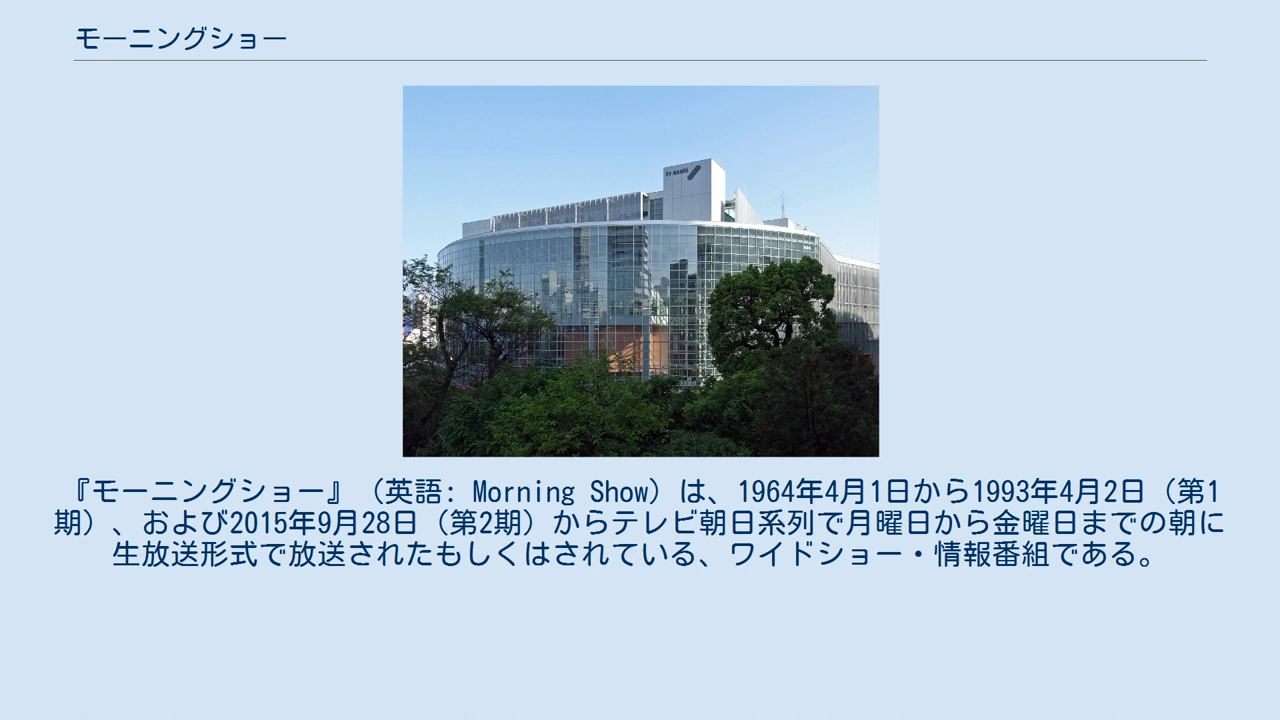 モーニングショー
tv asahi
『モーニングショー』（英語: Morning Show）は、1964年4月1日から1993年4月2日（第1
期）、および2015年9月28日（第2期）からテレビ朝日系列で月曜日から金曜日までの朝に
生放送形式で放送されたもしくはされている、ワイドショー・情報番組である。